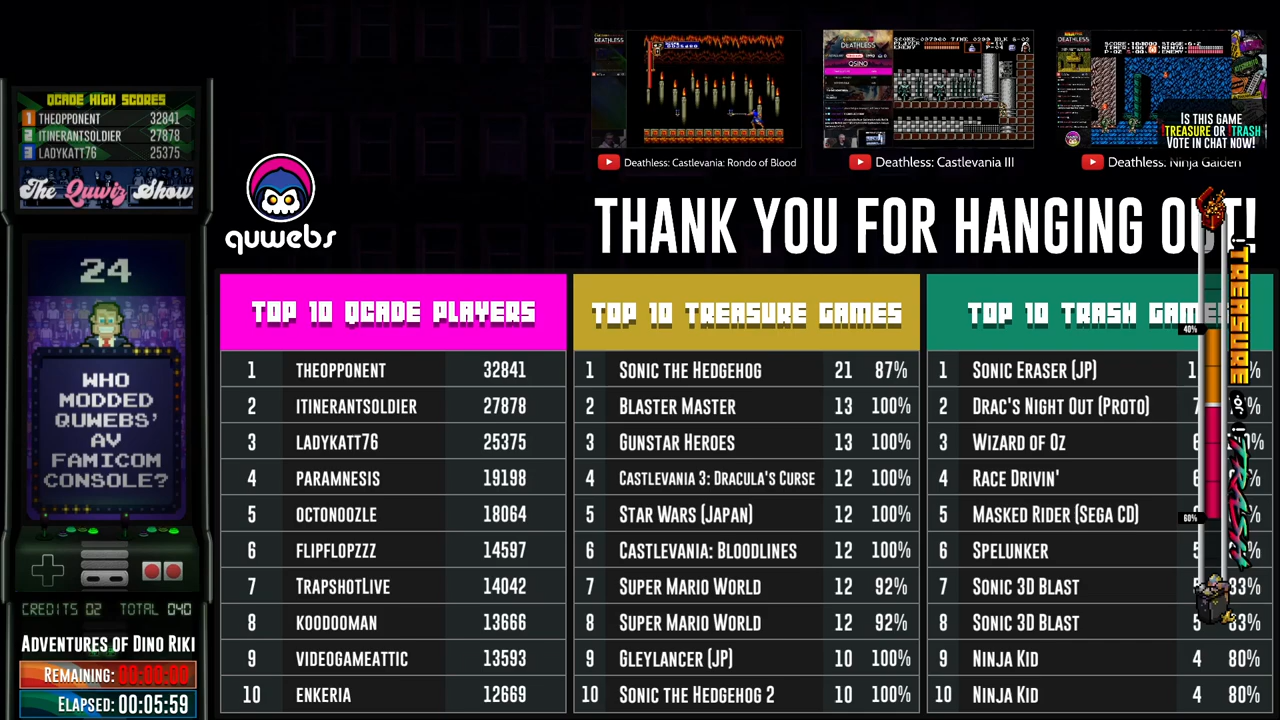 QCADE HIGH SCORES
1 THEOPPONENT 32841
2 ITINERANTSOLDIER 27878
3 LADYKATT76 25375
The Quwiz Show
24
WHO
MODDED
QUWEBS'
AV
FAMICOM
CONSOLE?
CREDITS 02 TOTAL 040
ADVENTURES OF DINO RIKI
REMAINING: 00:00:00
ELAPSED: 00:05:59
quwebs
DEATHLESS
QSINO
Deathless: Castlevania: Rondo of Blood
Deathless: Castlevania III
Deathless: Ninja Gaiden
IS THIS GAME
!TREASURE OR !TRASH
VOTE IN CHAT NOW!
THANK YOU FOR HANGING OUT!
TOP 10 QCADE PLAYERS
1 THEOPPONENT 32841
2 ITINERANTSOLDIER 27878
3 LADYKATT76 25375
4 PARAMNESIS 19198
5 OCTONOOZLE 18064
6 FLIPFLOPZZZ 14597
7 TRAPSHOTLIVE 14042
8 KOODOOMAN 13666
9 VIDEOGAMEATTIC 13593
10 ENKERIA 12669
TOP 10 TREASURE GAMES
1 SONIC THE HEDGEHOG 21 87%
2 BLASTER MASTER 13 100%
3 GUNSTAR HEROES 13 100%
4 CASTLEVANIA 3: DRACULA'S CURSE 12 100%
5 STAR WARS (JAPAN) 12 100%
6 CASTLEVANIA: BLOODLINES 12 100%
7 SUPER MARIO WORLD 12 92%
8 SUPER MARIO WORLD 12 92%
9 GLEYLANCER (JP) 10 100%
10 SONIC THE HEDGEHOG 2 10 100%
TOP 10 TRASH GAMES
1 SONIC ERASER (JP)
2 DRAC'S NIGHT OUT (PROTO)
3 WIZARD OF OZ
4 RACE DRIVIN'
5 MASKED RIDER (SEGA CD)
6 SPELUNKER
7 SONIC 3D BLAST 5 83%
8 SONIC 3D BLAST 5 83%
9 NINJA KID 4 80%
10 NINJA KID 4 80%
40%
60%
!TREASURE
OR
!TRASH